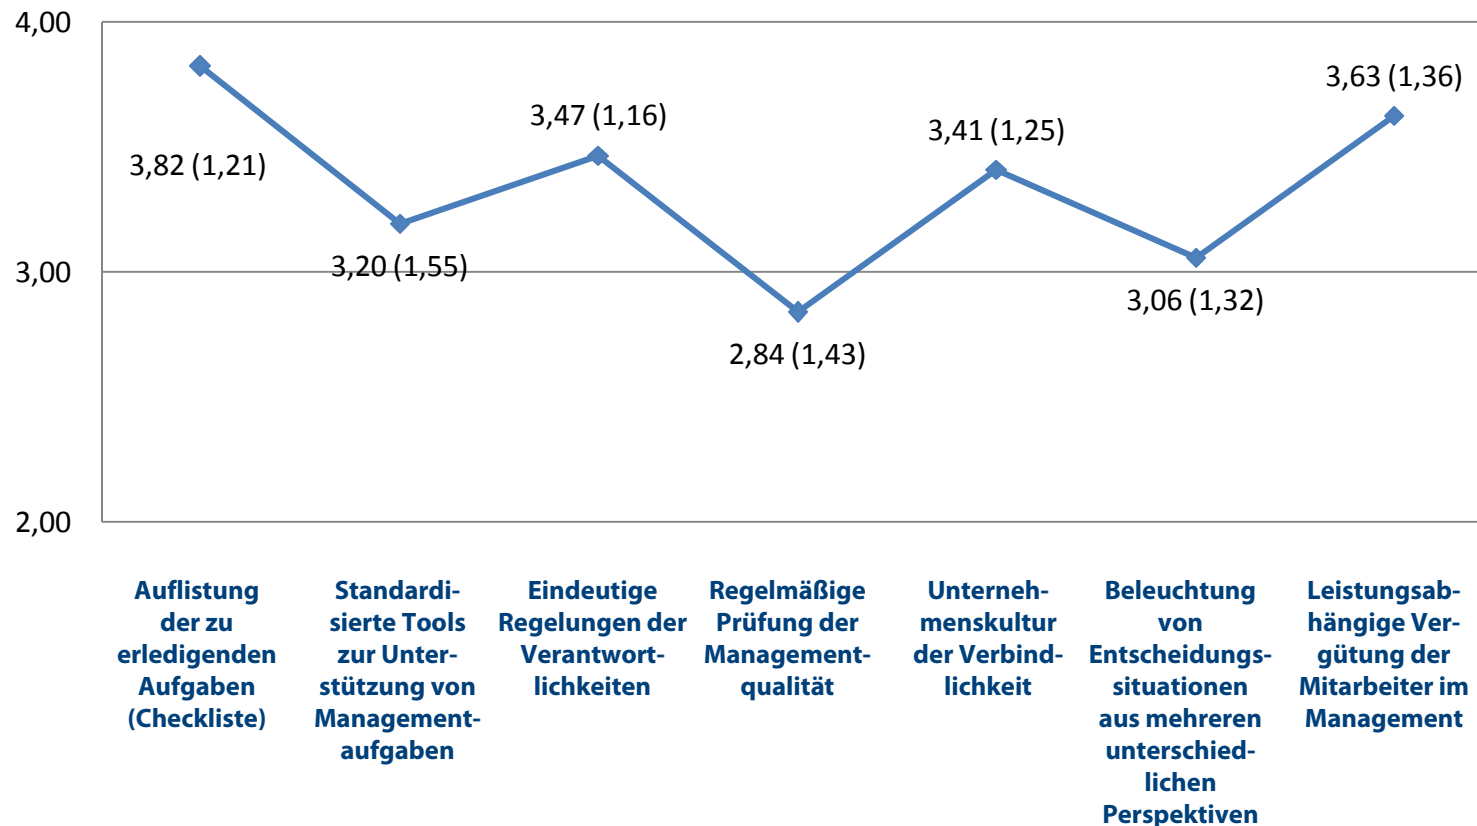 4,00
3,63 (1,36)
3,47 (1,16)
3,41 (1,25)
3,82 (1,21)
3,00
3,20 (1,55)
3,06 (1,32)
2,84 (1,43)
2,00
Auflistung
der zu
erledigenden
Aufgaben
(Checkliste)
Standardi-
sierte Tools
zur Unter-
stützung von
Management-
aufgaben
Eindeutige
Regelungen der
Verantwort-
lichkeiten
Regelmäßige
Prüfung der
Management-
qualität
Unterneh-
menskultur
der Verbind-
lichkeit
Beleuchtung
von
Entscheidungs-
situationen
aus mehreren
unterschied-
lichen
Perspektiven
Leistungsab-
hängige Ver-
gütung der
Mitarbeiter im
Management